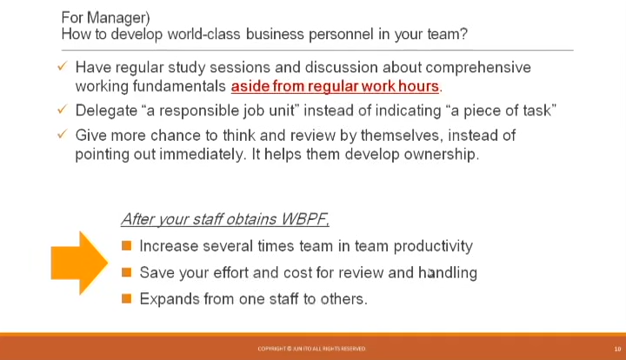 For Manager)
How to develop world-class business personnel in your team?
✓ Have regular study sessions and discussion about comprehensive
working fundamentals aside from regular work hours.
✓ Delegate “a responsible job unit” instead of indicating “a piece of task”
✓ Give more chance to think and review by themselves, instead of
pointing out immediately. It helps them develop ownership.
After your staff obtains WBPF,
■ Increase several times team in team productivity
■ Save your effort and cost for review and handling
■ Expands from one staff to others.
COPYRIGHT © JUN ITO ALL RIGHTS RESERVED.